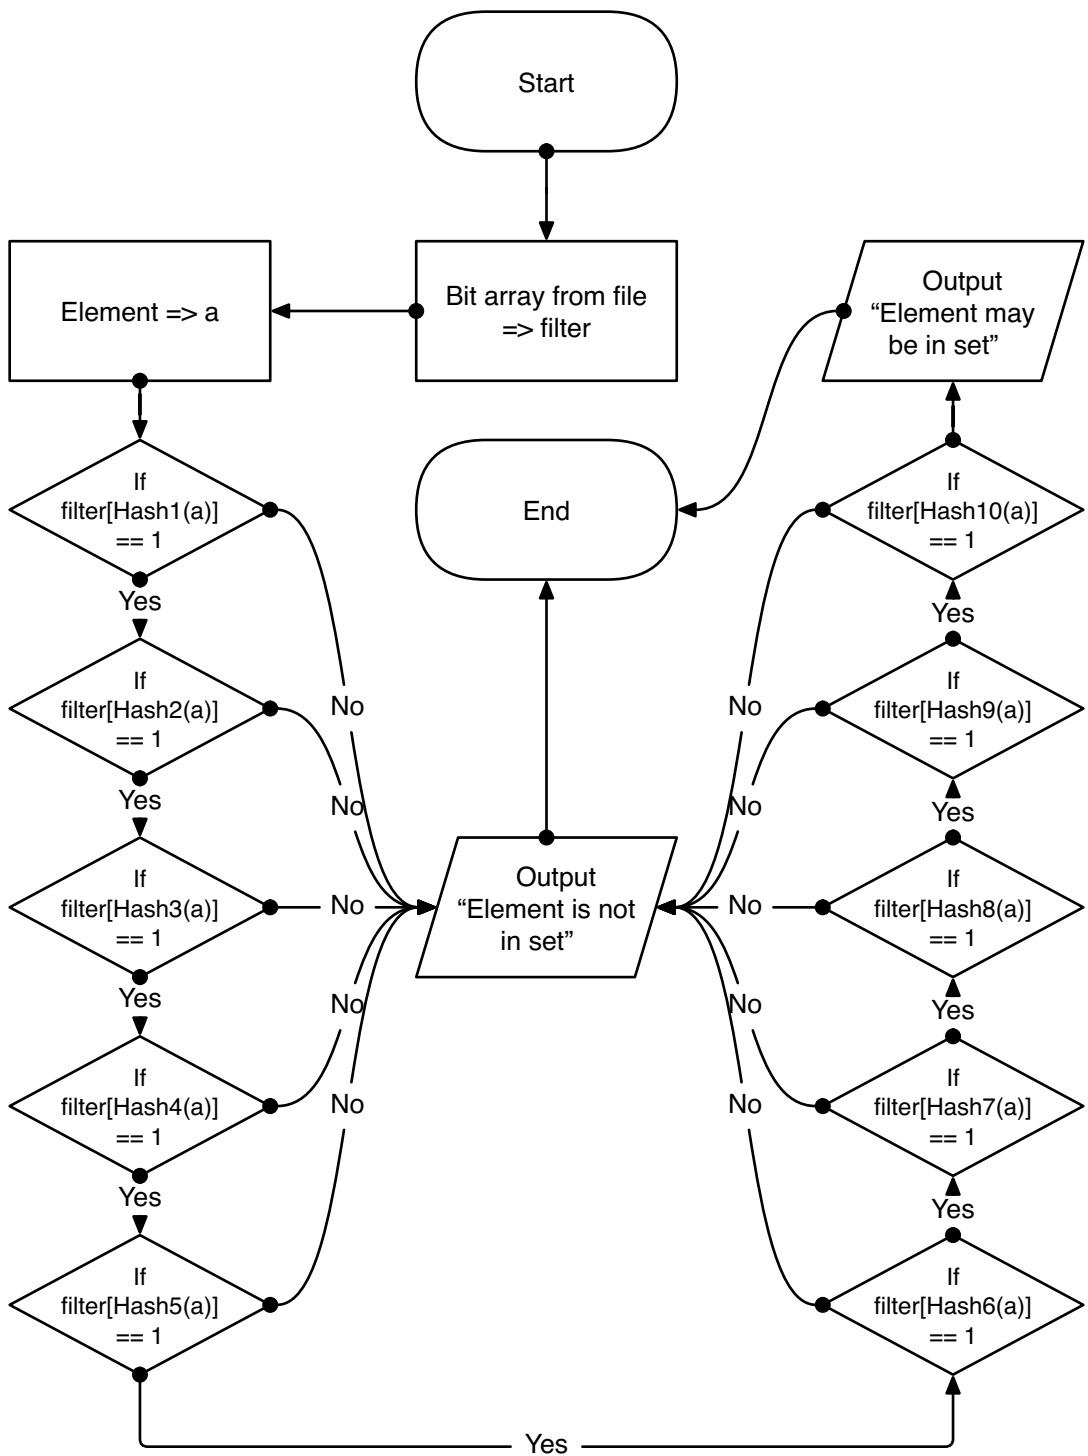 Start
Bit array from file
=> filter
Element => a
If
filter[Hash1(a)]
== 1
Yes
No
If
filter[Hash2(a)]
== 1
Yes
No
If
filter[Hash3(a)]
== 1
Yes
No
If
filter[Hash4(a)]
== 1
Yes
No
If
filter[Hash5(a)]
== 1
Yes
No
If
filter[Hash6(a)]
== 1
Yes
No
If
filter[Hash7(a)]
== 1
Yes
No
If
filter[Hash8(a)]
== 1
Yes
No
If
filter[Hash9(a)]
== 1
Yes
No
If
filter[Hash10(a)]
== 1
No
Output
“Element may
be in set”
Output
“Element is not
in set”
End